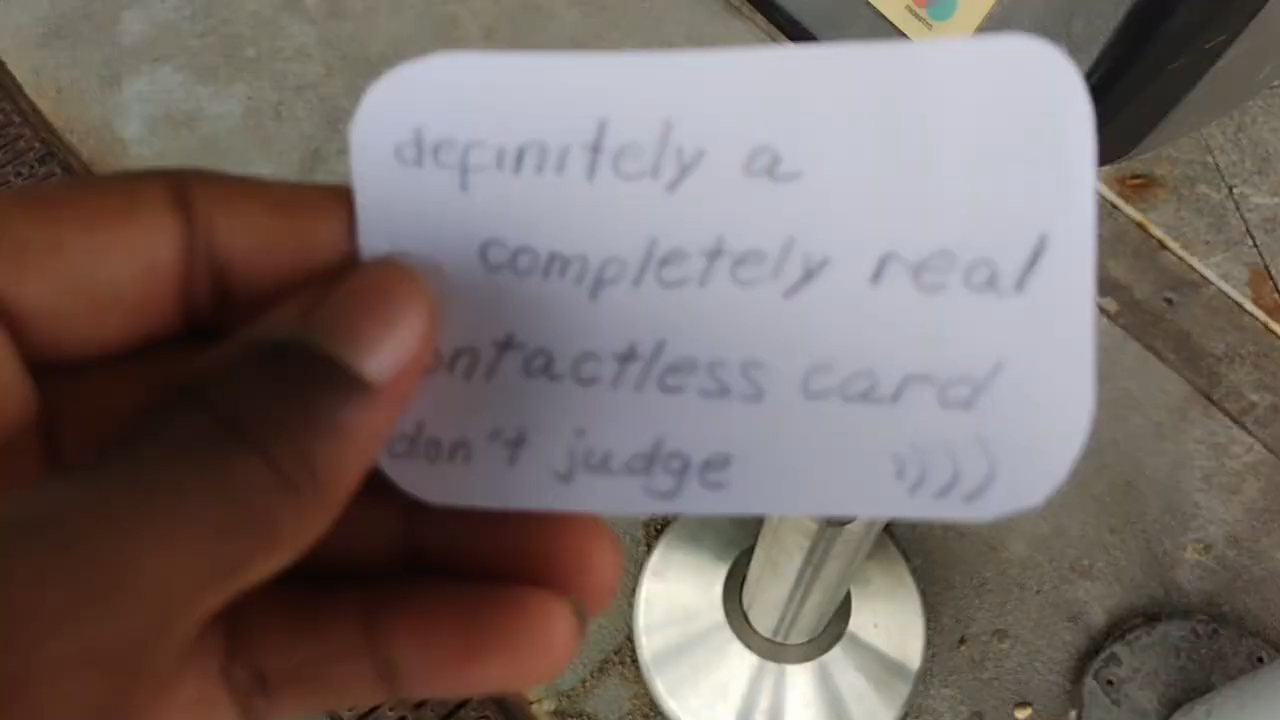 definitely a
completely real
ontactless card
don't judge ))))